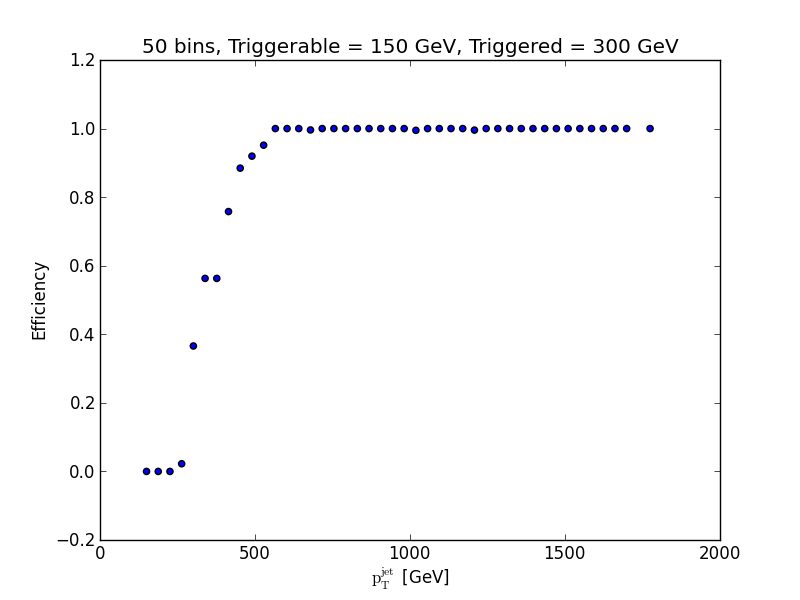 50 bins, Triggerable = 150 GeV, Triggered = 300 GeV
1.2
1.0
0.8
0.6
0.4
0.2
0.0
−0.2
Efficiency
0 500 1000 1500 2000
p_T^jet [GeV]